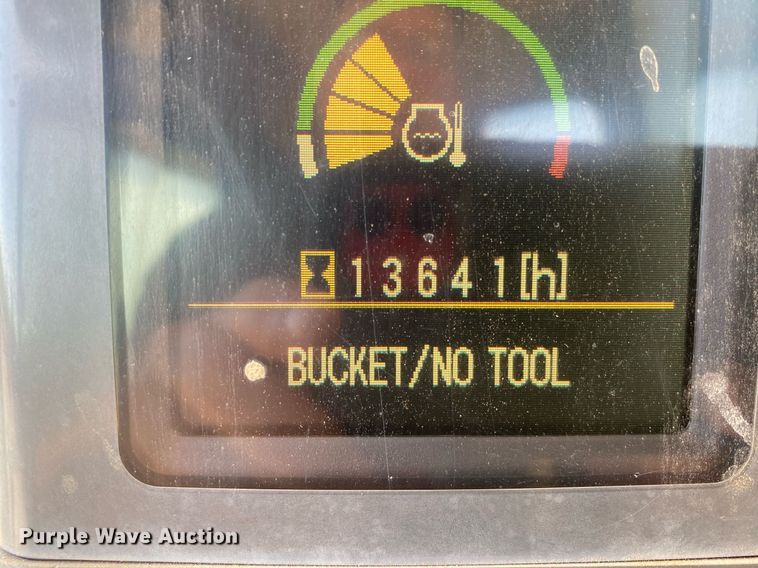 13641[h]
BUCKET/NO TOOL
Purple Wave Auction